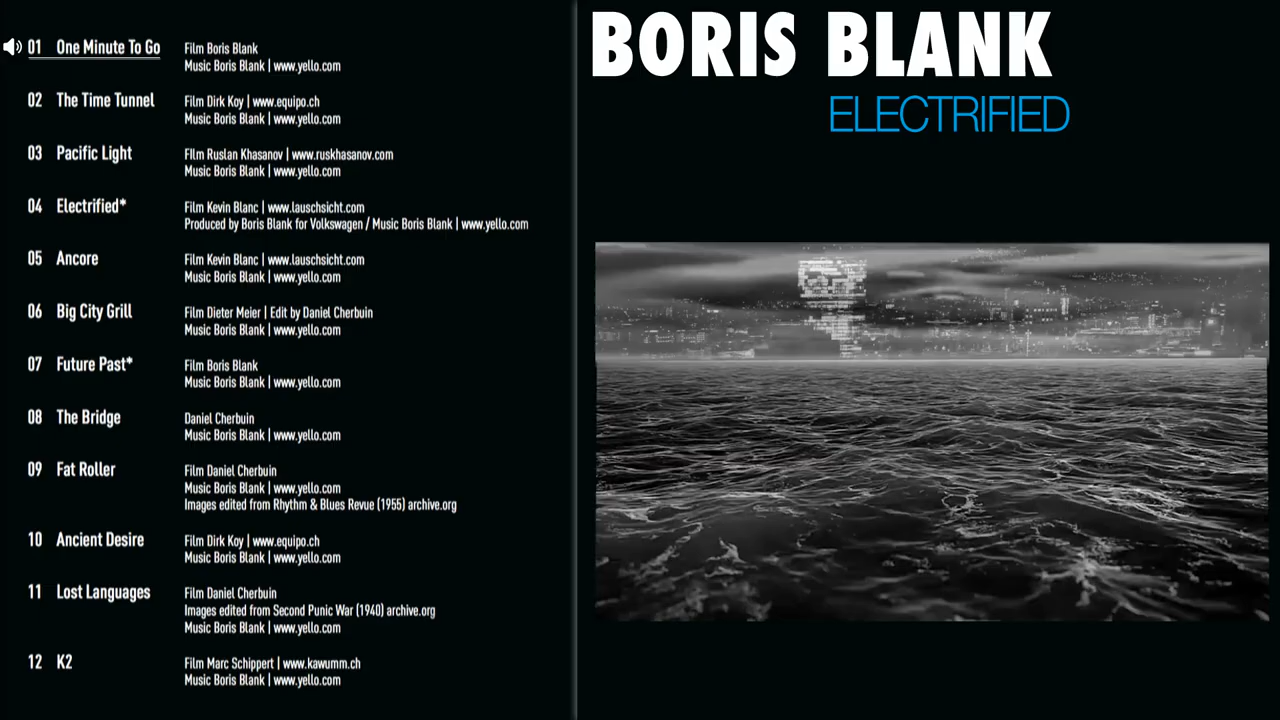 01 One Minute To Go
Film Boris Blank
Music Boris Blank | www.yello.com
02 The Time Tunnel
Film Dirk Koy | www.equipo.ch
Music Boris Blank | www.yello.com
03 Pacific Light
FIlm Ruslan Khasanov | www.ruskhasanov.com
Music Boris Blank | www.yello.com
04 Electrified*
Film Kevin Blanc | www.lauschsicht.com
Produced by Boris Blank for Volkswagen / Music Boris Blank | www.yello.com
05 Ancore
Film Kevin Blanc | www.lauschsicht.com
Music Boris Blank | www.yello.com
06 Big City Grill
Film Dieter Meier | Edit by Daniel Cherbuin
Music Boris Blank | www.yello.com
07 Future Past*
Film Boris Blank
Music Boris Blank | www.yello.com
08 The Bridge
Daniel Cherbuin
Music Boris Blank | www.yello.com
09 Fat Roller
Film Daniel Cherbuin
Music Boris Blank | www.yello.com
Images edited from Rhythm & Blues Revue (1955) archive.org
10 Ancient Desire
Film Dirk Koy | www.equipo.ch
Music Boris Blank | www.yello.com
11 Lost Languages
Film Daniel Cherbuin
Images edited from Second Punic War (1940) archive.org
Music Boris Blank | www.yello.com
12 K2
Film Marc Schippert | www.kawumm.ch
Music Boris Blank | www.yello.com
BORIS BLANK
ELECTRIFIED